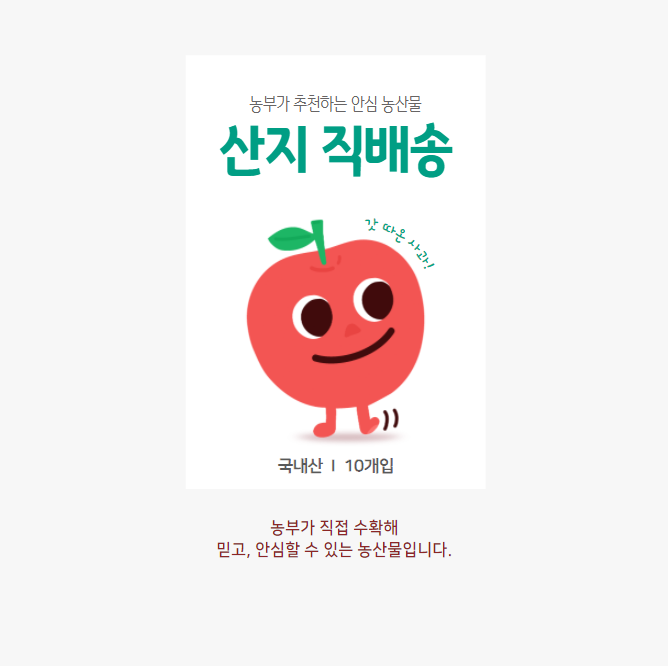 농부가 추천하는 안심 농산물
산지 직배송
갓 따온 사과!
국내산 | 10개입
농부가 직접 수확해
믿고, 안심할 수 있는 농산물입니다.